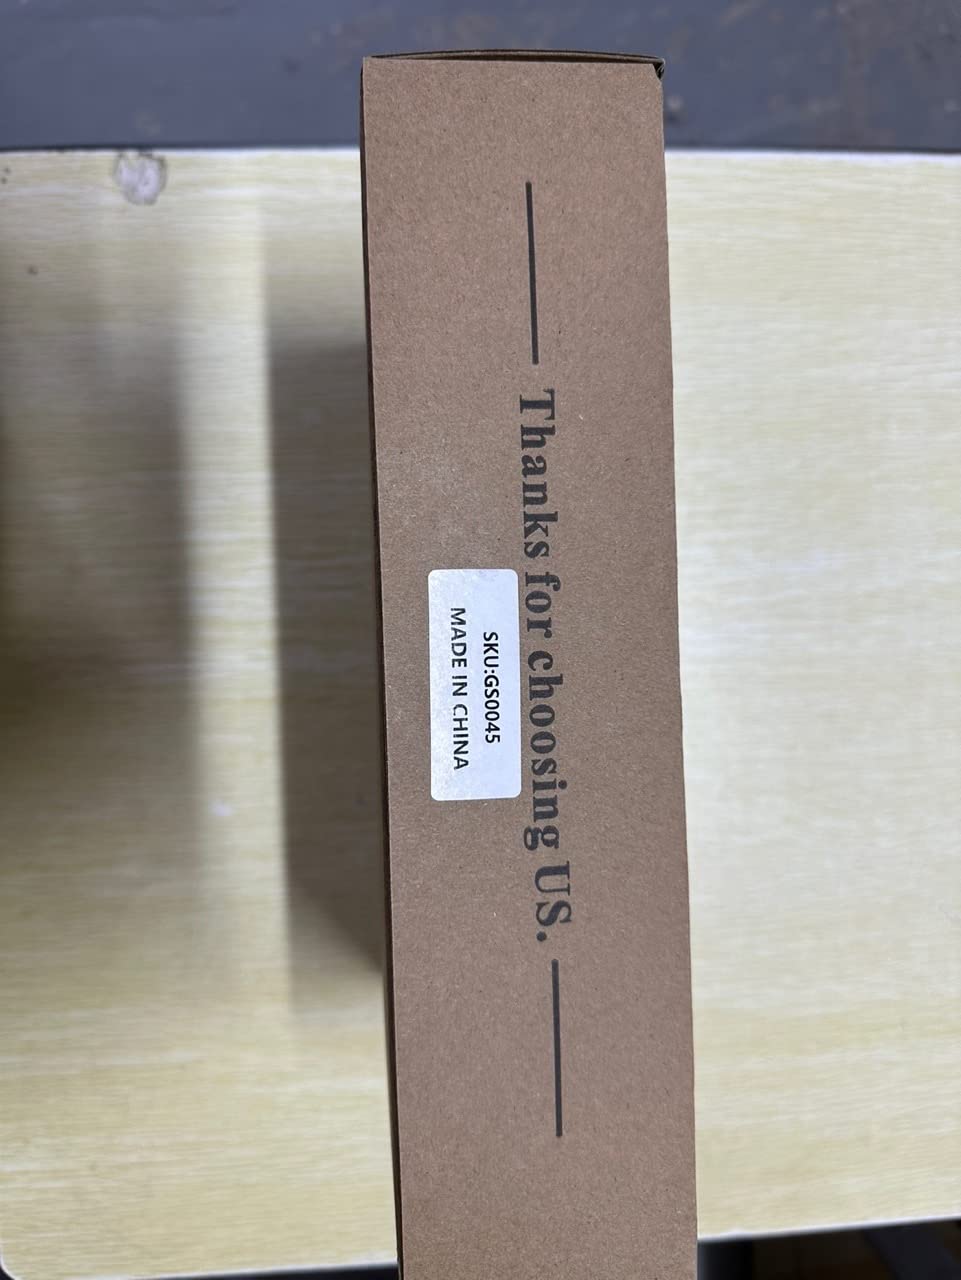 Thanks for choosing US.
SKU:GS0045
MADE IN CHINA